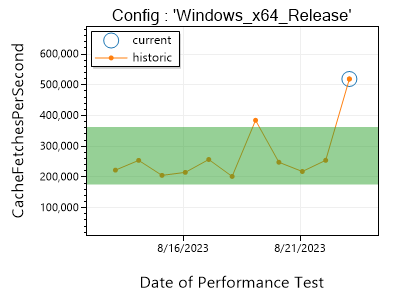 Config : 'Windows_x64_Release'
current
historic
600,000
500,000
400,000
300,000
200,000
100,000
CacheFetchesPerSecond
8/16/2023
8/21/2023
Date of Performance Test